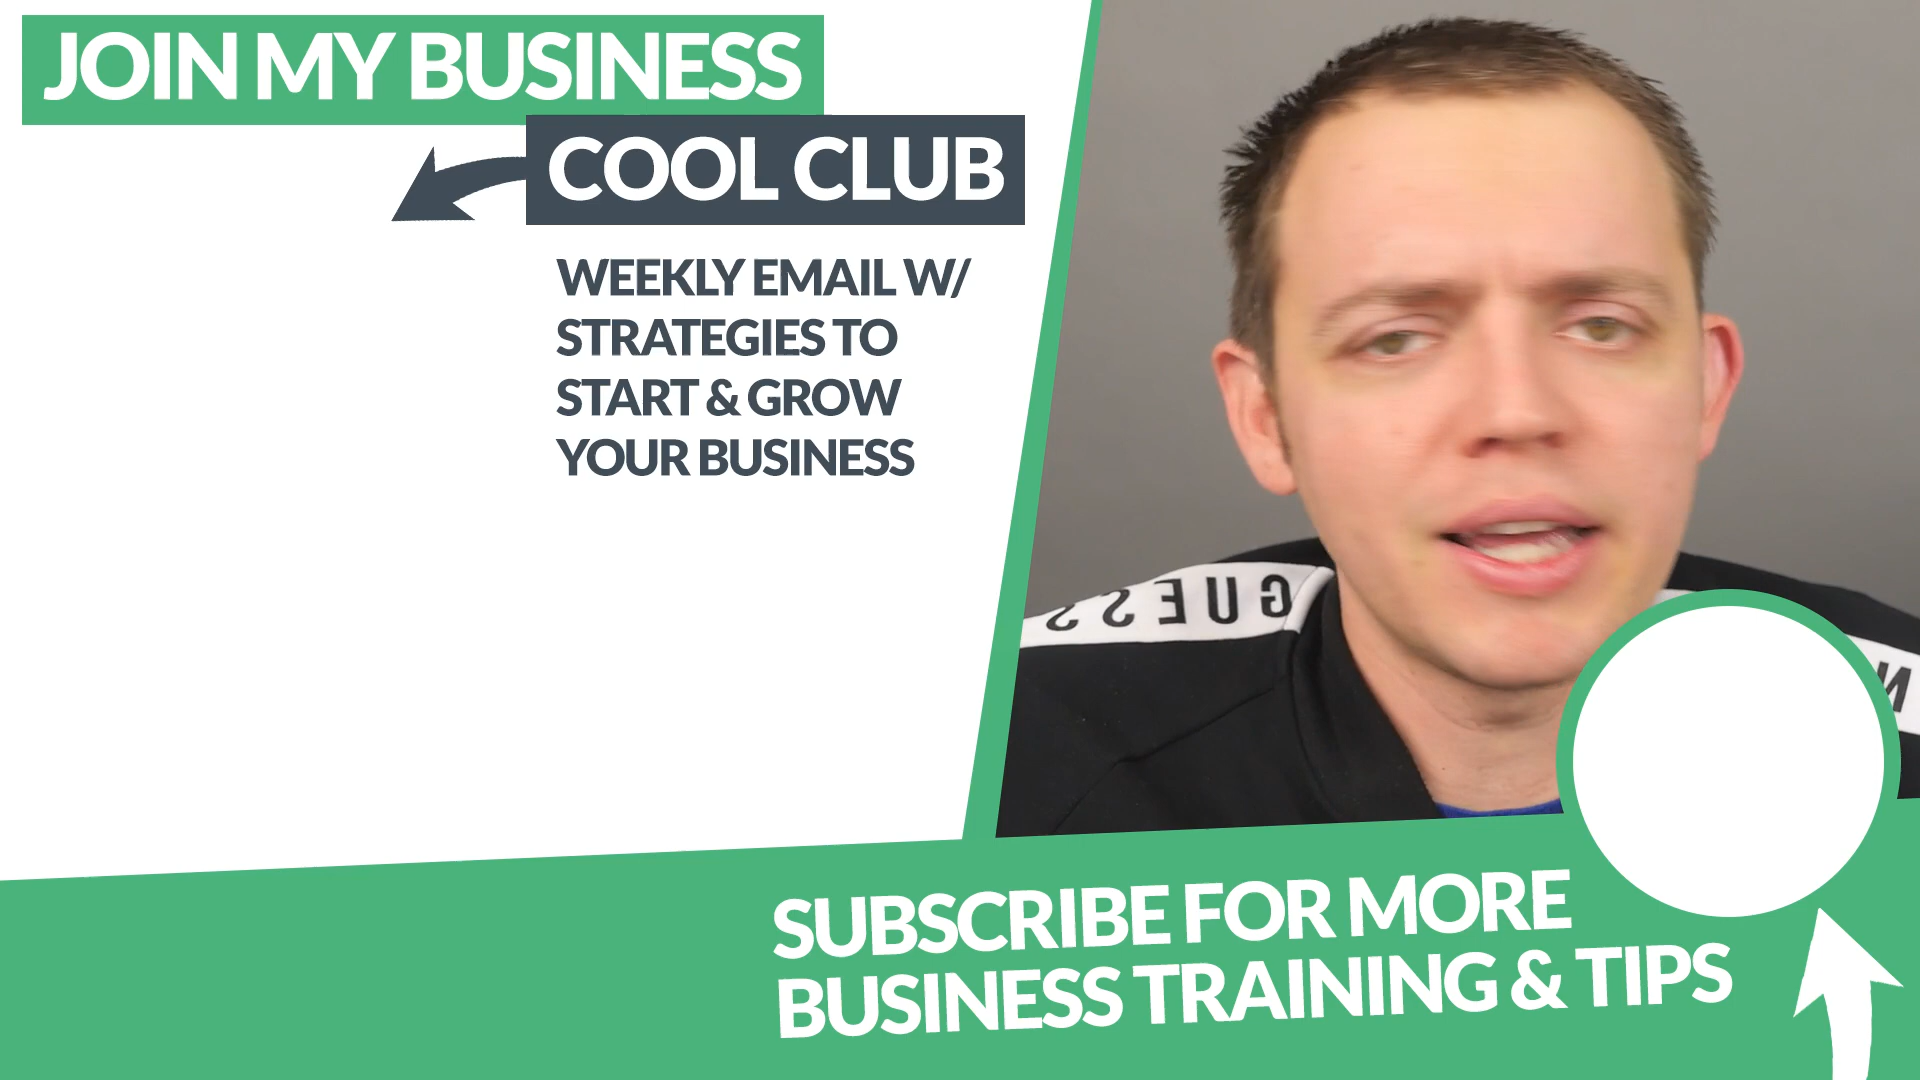 JOIN MY BUSINESS
COOL CLUB
WEEKLY EMAIL W/
STRATEGIES TO
START & GROW
YOUR BUSINESS
GUESS
N
SUBSCRIBE FOR MORE
BUSINESS TRAINING & TIPS